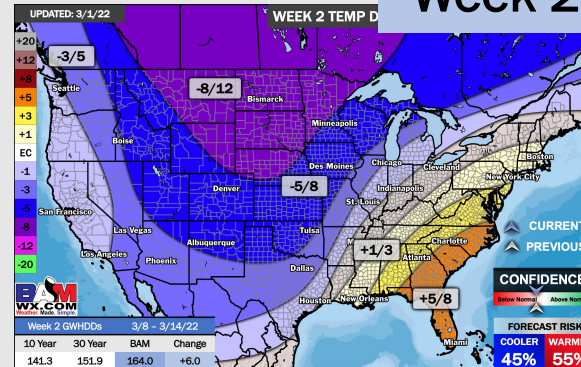 UPDATED: 3/1/22
WEEK 2 TEMP D
Week 2
+20
+12
+8
+5
+3
+1
EC
-1
-3
-5
-8
-12
-20
-3/5
Seattle
-8/12
Bismarck
Minneapolis
Boise
Boston
Chicago
Cleveland
Des Moines
New York City
Denver
-5/8
Indianapolis
St. Louis
San Francisco
Las Vegas
Tulsa
Charlotte
Albuquerque
+1/3
Los Angeles
Phoenix
Atlanta
Dallas
Houston
New Orleans
+5/8
Miami
CURRENT
PREVIOUS
BAM
WX.COM
Weather. Made. Simple.
CONFIDENCE
Below Normal
Above Norm
Week 2 GWHDDs 3/8 – 3/14/22
10 Year 30 Year BAM Change
141.3 151.9 164.0 +6.0
FORECAST RISK
COOLER WARME
45% 55%